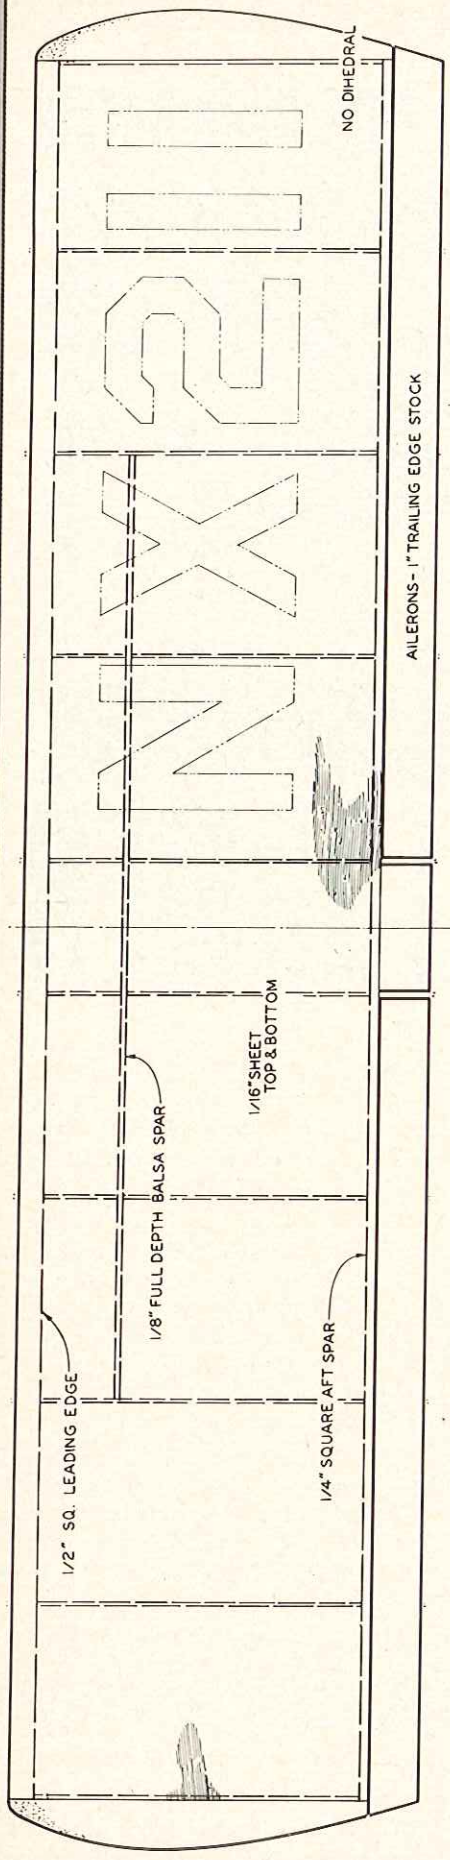 1/2" SQ. LEADING EDGE
1/8" FULL DEPTH BALSA SPAR
NX211
1/16" SHEET
TOP & BOTTOM
1/4" SQUARE AFT SPAR
NO DIHEDRAL
AILERONS - 1" TRAILING EDGE STOCK